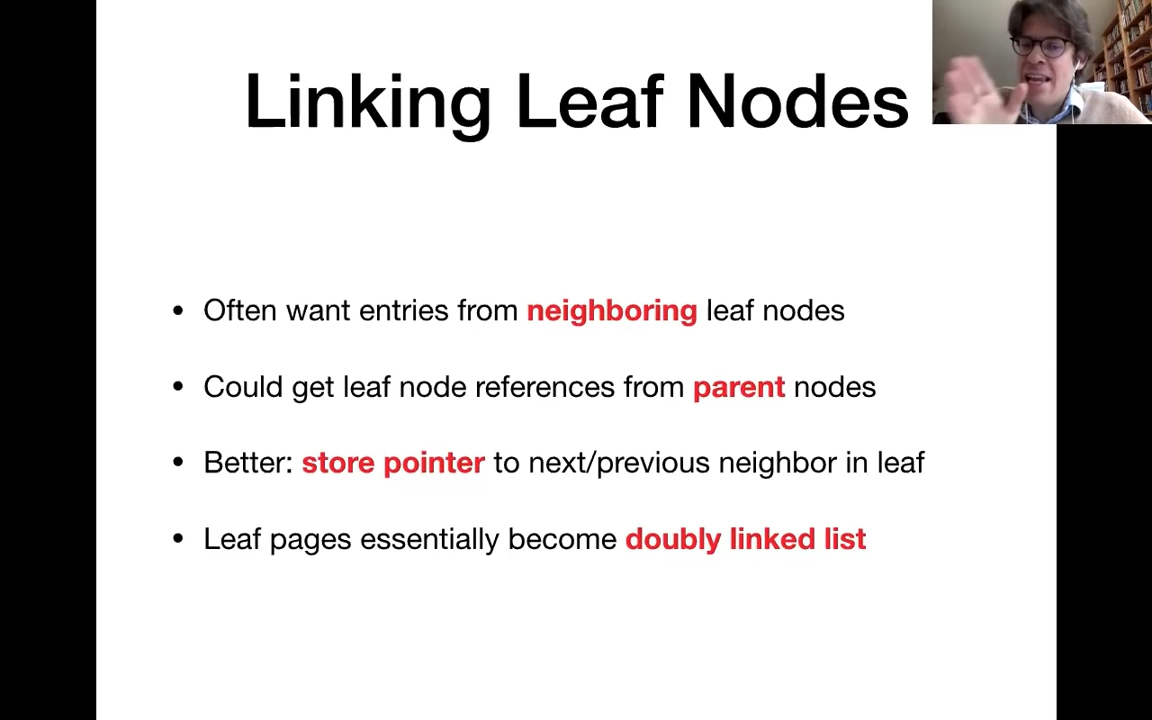 Linking Leaf Nodes
• Often want entries from neighboring leaf nodes
• Could get leaf node references from parent nodes
• Better: store pointer to next/previous neighbor in leaf
• Leaf pages essentially become doubly linked list